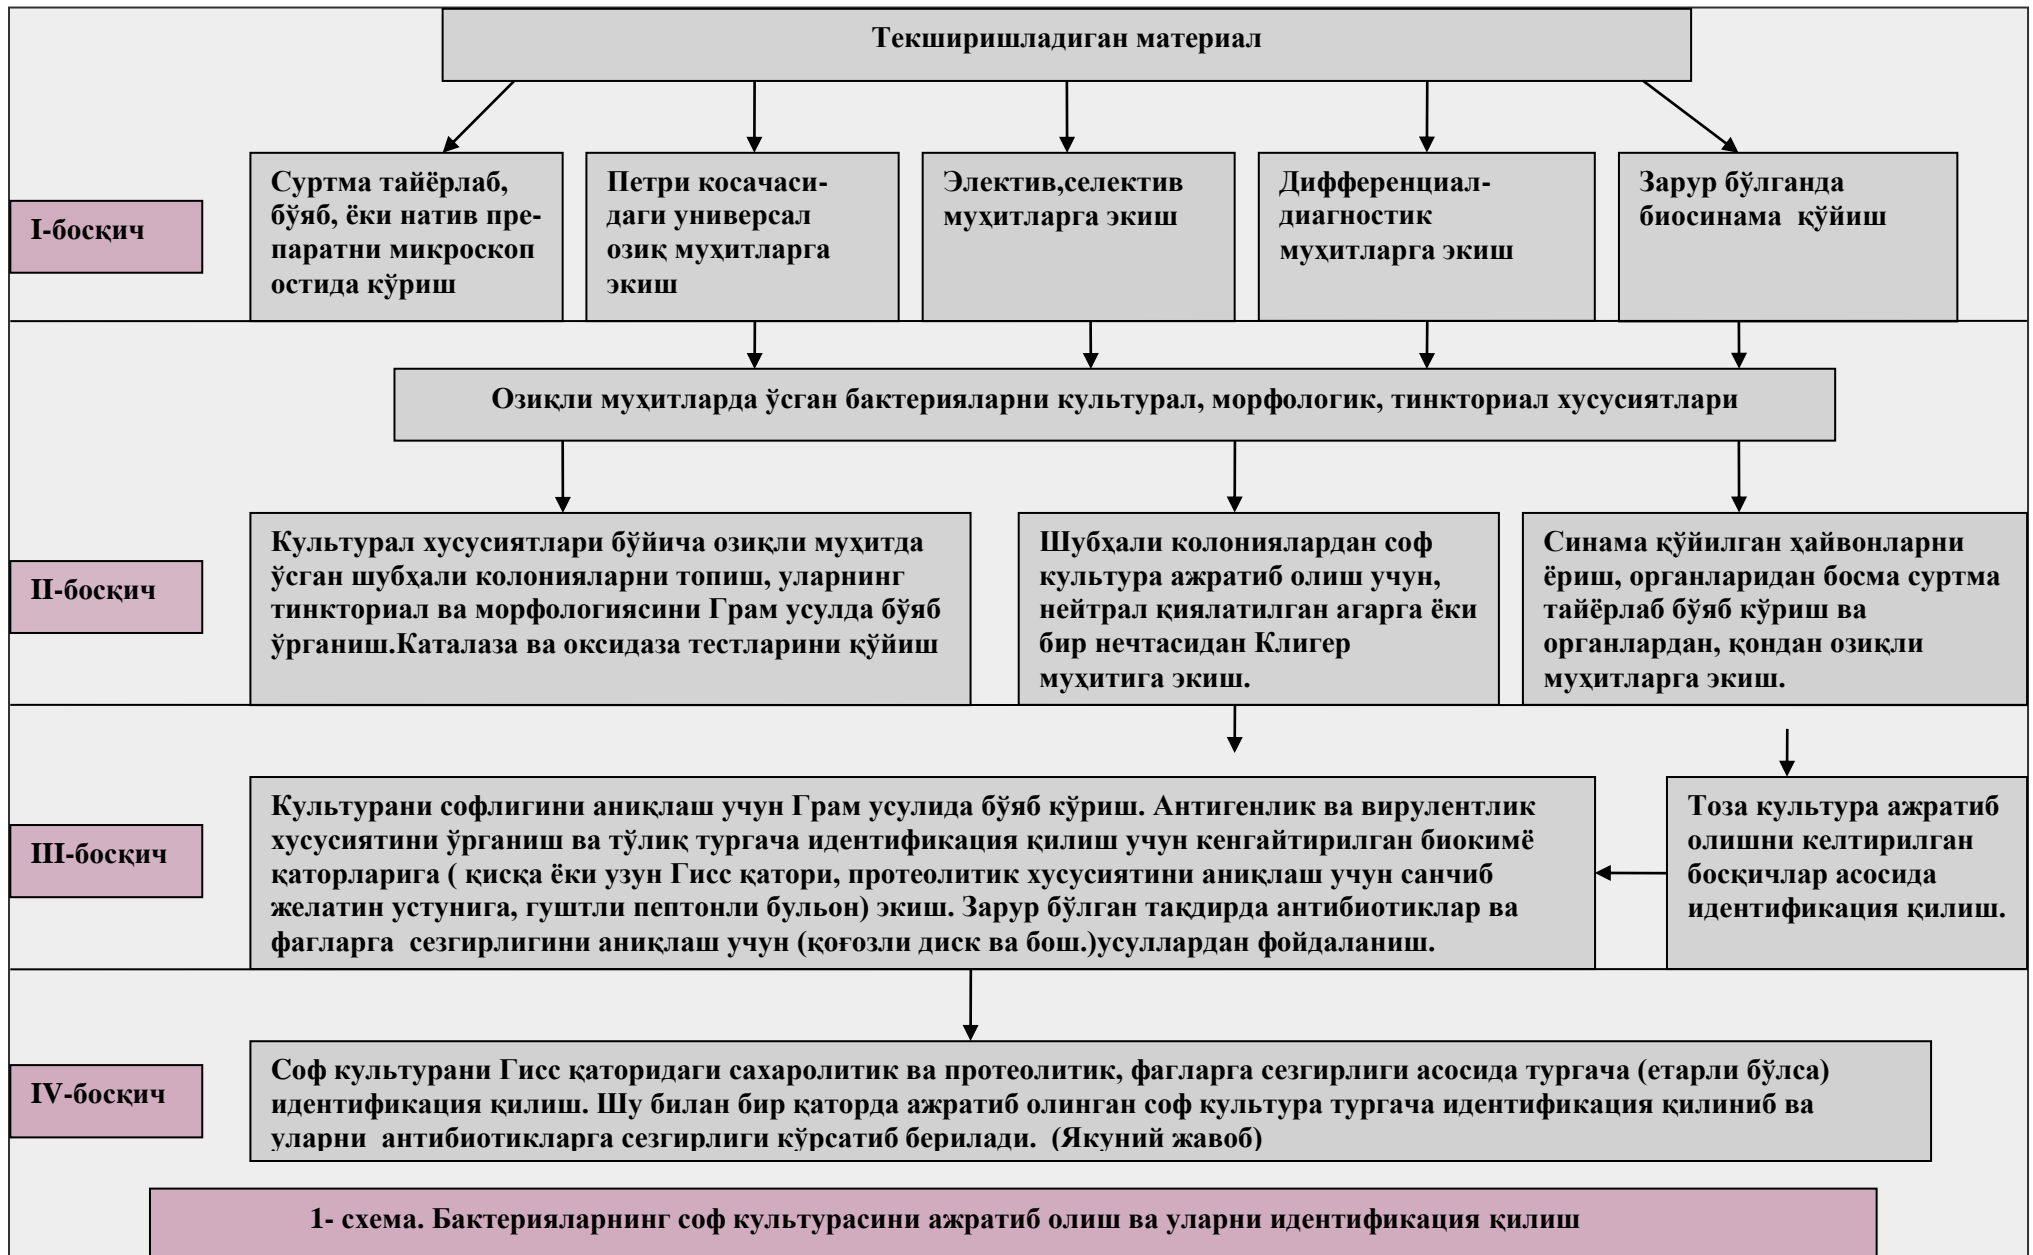 Текширишладиган материал
I-босқич
Суртма тайёрлаб,
бўяб, ёки натив пре-
паратни микроскоп
остида кўриш
Петри косачаси-
даги универсал
озиқ муҳитларга
экиш
Электив,селектив
муҳитларга экиш
Дифференциал-
диагностик
муҳитларга экиш
Зарур бўлганда
биосинама қўйиш
Озиқли муҳитларда ўсган бактерияларни культурал, морфологик, тинкториал хусусиятлари
II-босқич
Культурал хусусиятлари бўйича озиқли муҳитда
ўсган шубҳали колонияларни топиш, уларнинг
тинкториал ва морфологиясини Грам усулда бўяб
ўрганиш.Каталаза ва оксидаза тестларини қўйиш
Шубҳали колониялардан соф
культура ажратиб олиш учун,
нейтрал қиялатилган агарга ёки
бир нечтасидан Клигер
муҳитига экиш.
Синама қўйилган ҳайвонларни
ёриш, органларидан босма суртма
тайёрлаб бўяб кўриш ва
органлардан, қондан озиқли
муҳитларга экиш.
III-босқич
Культурани софлигини аниқлаш учун Грам усулида бўяб кўриш. Антигенлик ва вирулентлик
хусусиятини ўрганиш ва тўлиқ тургача идентификация қилиш учун кенгайтирилган биокимё
қаторларига ( қисқа ёки узун Гисс қатори, протеолитик хусусиятини аниқлаш учун санчиб
желатин устунига, гуштли пептонли бульон) экиш. Зарур бўлган тақдирда антибиотиклар ва
фагларга сезгирлигини аниқлаш учун (қоғозли диск ва бош.)усуллардан фойдаланиш.
Тоза культура ажратиб
олишни келтирилган
босқичлар асосида
идентификация қилиш.
IV-босқич
Соф культурани Гисс қаторидаги сахаролитик ва протеолитик, фагларга сезгирлиги асосида тургача (етарли бўлса)
идентификация қилиш. Шу билан бир қаторда ажратиб олинган соф культура тургача идентификация қилиниб ва
уларни антибиотикларга сезгирлиги кўрсатиб берилади. (Якуний жавоб)
1- схема. Бактерияларнинг соф культурасини ажратиб олиш ва уларни идентификация қилиш